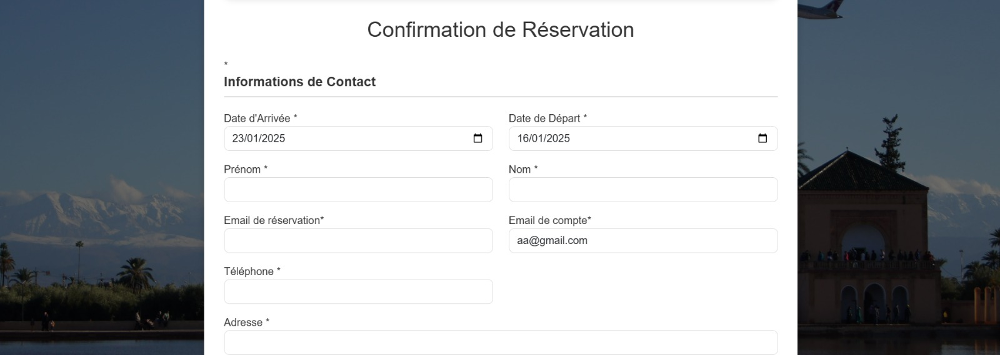 Confirmation de Réservation
*
Informations de Contact
Date d'Arrivée *
Date de Départ *
23/01/2025
16/01/2025
Prénom *
Nom *
Email de réservation*
Email de compte*
aa@gmail.com
Téléphone *
Adresse *